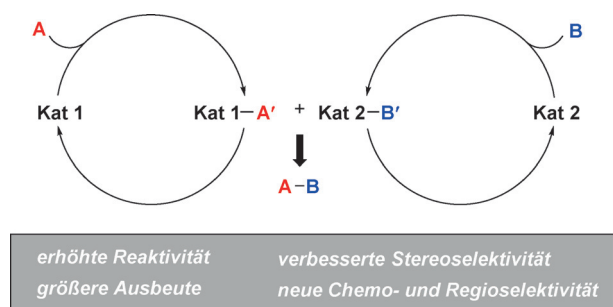 A B
Kat 1 Kat 1–A′ + Kat 2–B′ Kat 2
A–B
erhöhte Reaktivität verbesserte Stereoselektivität
größere Ausbeute neue Chemo- und Regioselektivität